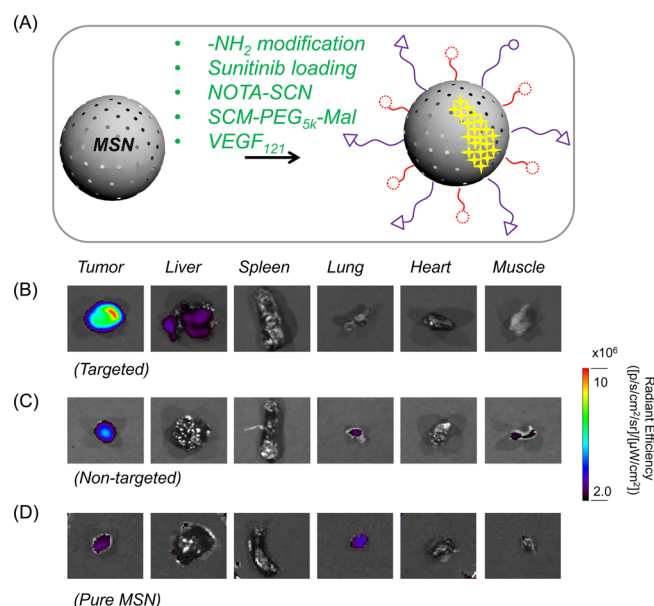 (A)
• -NH₂ modification
• Sunitinib loading
• NOTA-SCN
• SCM-PEG₅ₖ-Mal
• VEGF₁₂₁
MSN
Tumor Liver Spleen Lung Heart Muscle
(B)
(Targeted)
(C)
(Non-targeted)
(D)
(Pure MSN)
x10⁶
10
2.0
Radiant Efficiency
([p/s/cm²/sr]/[μW/cm²])